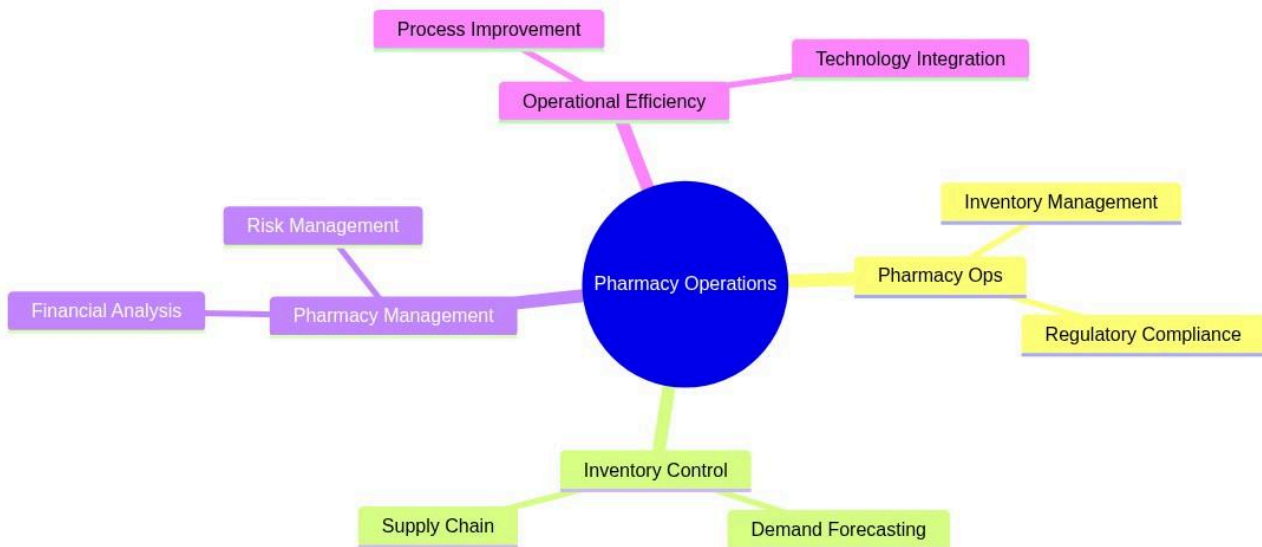 Process Improvement
Technology Integration
Operational Efficiency
Inventory Management
Risk Management
Pharmacy Operations
Pharmacy Ops
Financial Analysis
Pharmacy Management
Regulatory Compliance
Inventory Control
Supply Chain
Demand Forecasting